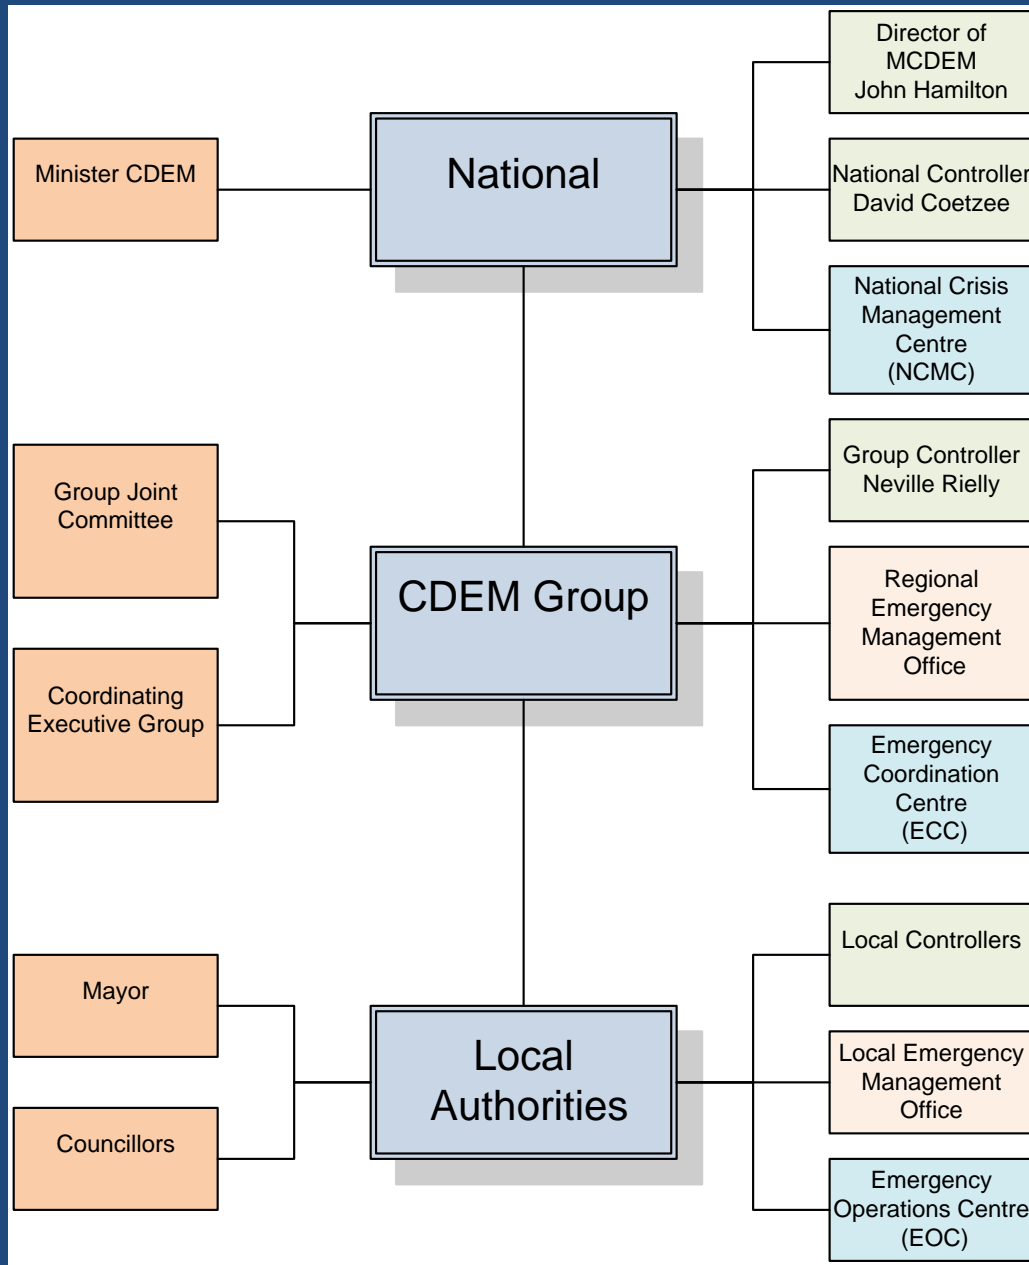 Director of
MCDEM
John Hamilton
Minister CDEM
National
National Controller
David Coetzee
National Crisis
Management
Centre
(NCMC)
Group Joint
Committee
Group Controller
Neville Rielly
CDEM Group
Regional
Emergency
Management
Office
Coordinating
Executive Group
Emergency
Coordination
Centre
(ECC)
Mayor
Local Controllers
Local
Authorities
Local Emergency
Management
Office
Councillors
Emergency
Operations Centre
(EOC)